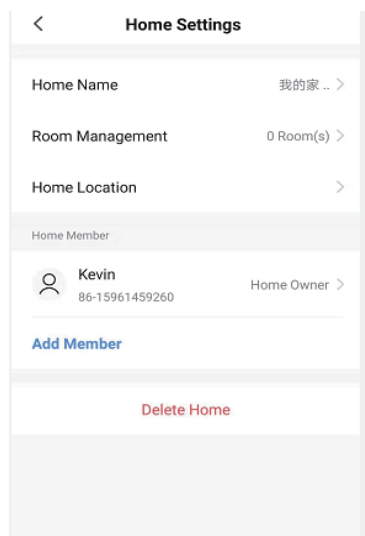 Home Settings
Home Name 我的家 ..
Room Management 0 Room(s)
Home Location
Home Member
Kevin
86-15961459260 Home Owner
Add Member
Delete Home